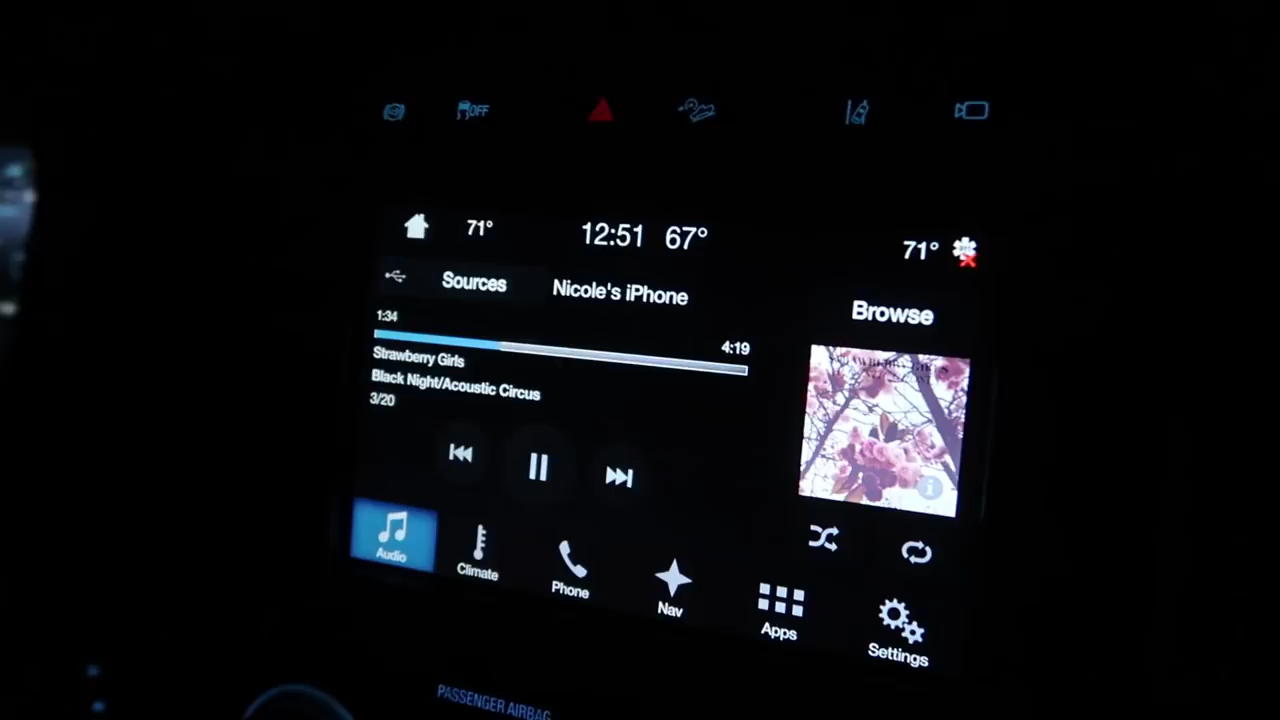 OFF
71° 12:51 67° 71°
Sources Nicole's iPhone Browse
1:34 4:19
Strawberry Girls
Black Night/Acoustic Circus
3/20
Audio Climate Phone Nav Apps Settings
PASSENGER AIRBAG